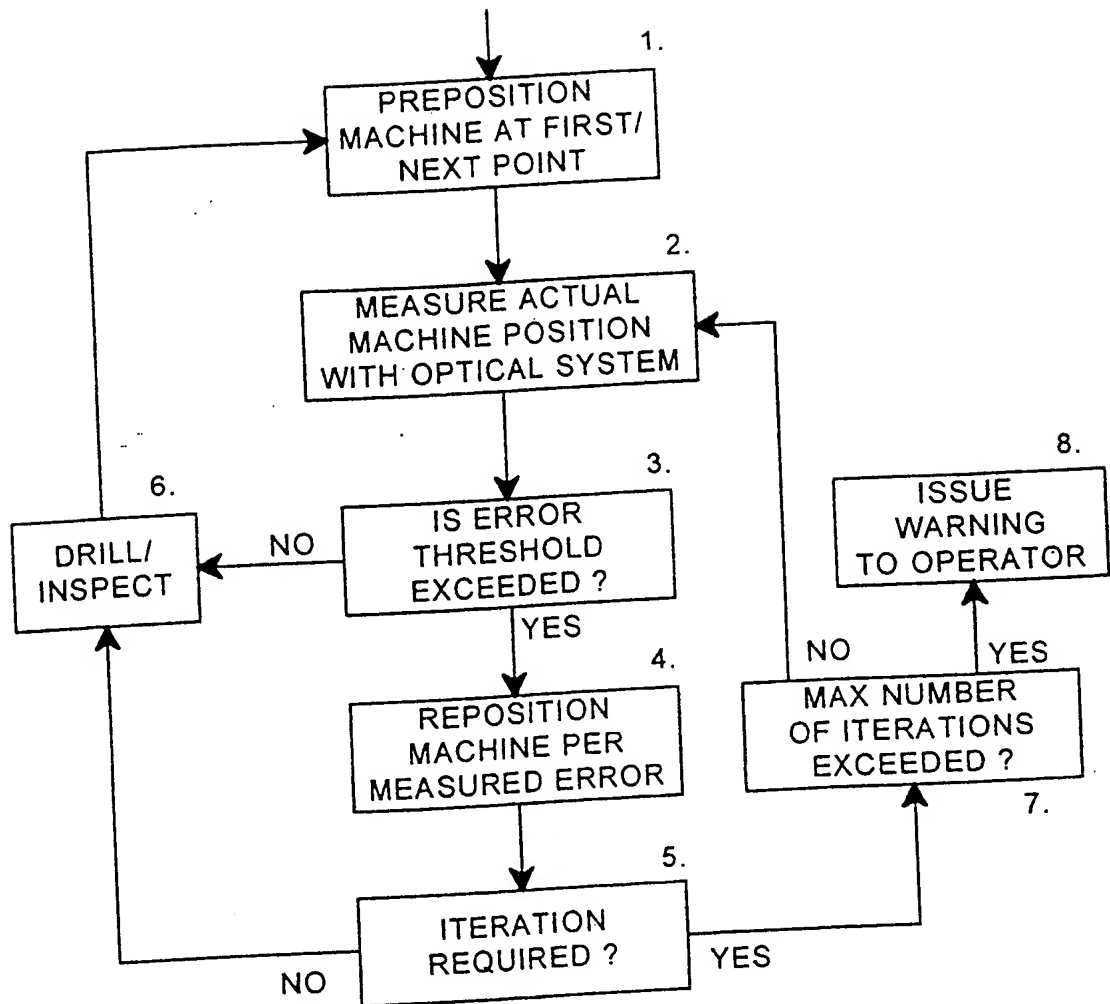 1.
PREPOSITION
MACHINE AT FIRST/
NEXT POINT
2.
MEASURE ACTUAL
MACHINE POSITION
WITH OPTICAL SYSTEM
3.
IS ERROR
THRESHOLD
EXCEEDED ?
NO
YES
6.
DRILL/
INSPECT
4.
REPOSITION
MACHINE PER
MEASURED ERROR
5.
ITERATION
REQUIRED ?
NO
YES
7.
MAX NUMBER
OF ITERATIONS
EXCEEDED ?
NO
YES
8.
ISSUE
WARNING
TO OPERATOR